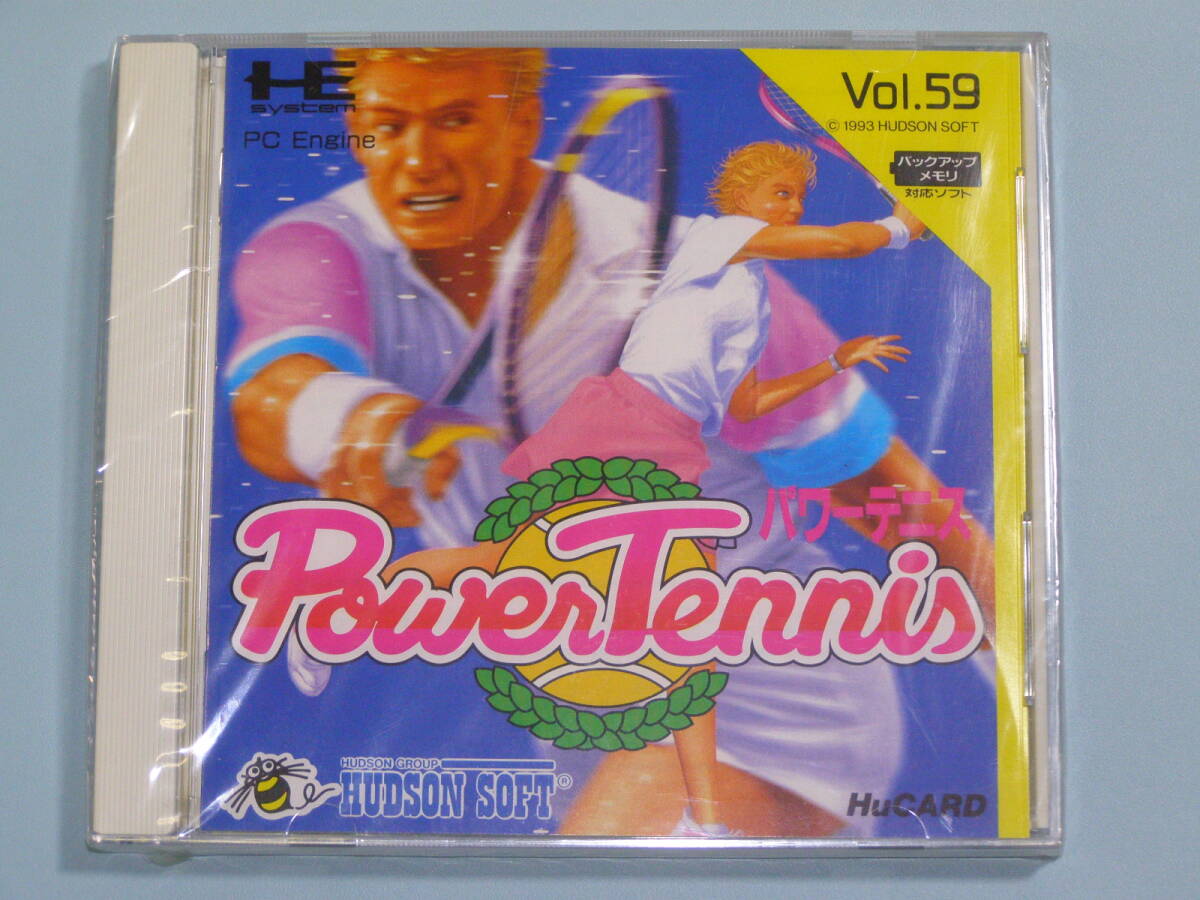 HE
system
PC Engine
Vol.59
© 1993 HUDSON SOFT
バックアップ
メモリ
対応ソフト
パワーテニス
PowerTennis
HUDSON GROUP
HUDSON SOFT®
HuCARD